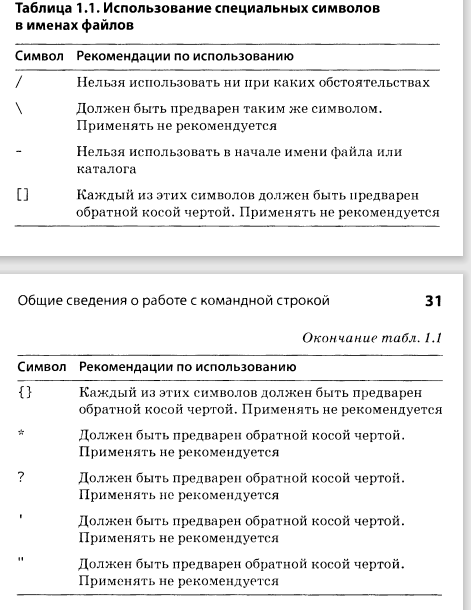 Таблица 1.1. Использование специальных символов
в именах файлов
Символ Рекомендации по использованию
/ Нельзя использовать ни при каких обстоятельствах
\ Должен быть предварен таким же символом.
Применять не рекомендуется
- Нельзя использовать в начале имени файла или
каталога
[] Каждый из этих символов должен быть предварен
обратной косой чертой. Применять не рекомендуется
Общие сведения о работе с командной строкой 31
Окончание табл. 1.1
Символ Рекомендации по использованию
{} Каждый из этих символов должен быть предварен
обратной косой чертой. Применять не рекомендуется
* Должен быть предварен обратной косой чертой.
Применять не рекомендуется
? Должен быть предварен обратной косой чертой.
Применять не рекомендуется
' Должен быть предварен обратной косой чертой.
Применять не рекомендуется
" Должен быть предварен обратной косой чертой.
Применять не рекомендуется